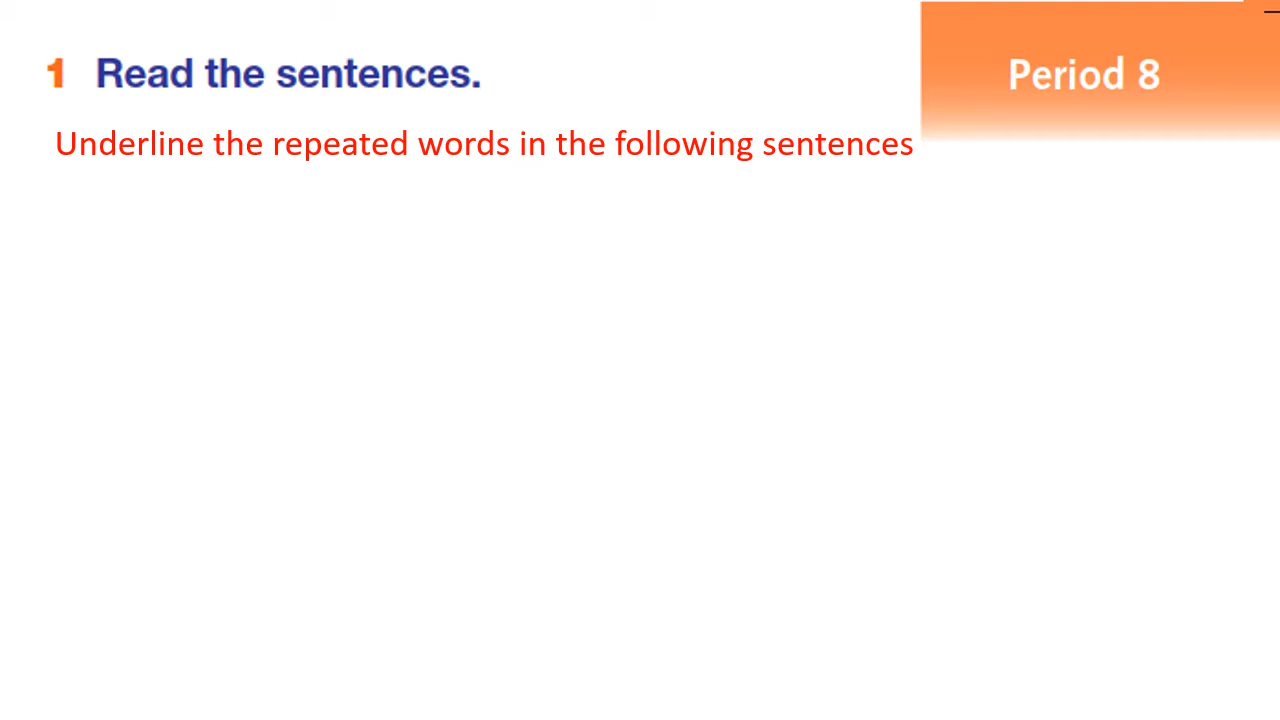 1 Read the sentences.
Period 8
Underline the repeated words in the following sentences